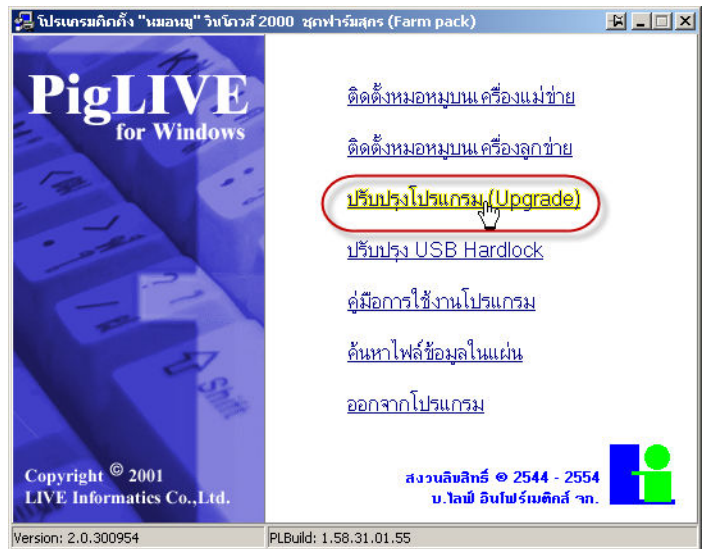 โปรแกรมติดตั้ง "หมอหมู" วินโดวส์ 2000 ชุดฟาร์มสุกร (Farm pack)
PigLIVE
for Windows
ติดตั้งหมอหมูบนเครื่องแม่ข่าย
ติดตั้งหมอหมูบนเครื่องลูกข่าย
ปรับปรุงโปรแกรม (Upgrade)
ปรับปรุง USB Hardlock
คู่มือการใช้งานโปรแกรม
ค้นหาไฟล์ข้อมูลในแผ่น
ออกจากโปรแกรม
Shift
Copyright © 2001
LIVE Informatics Co.,Ltd.
สงวนลิขสิทธิ์ © 2544 - 2554
บ.ไลฟ์ อินโฟร์เมติกส์ จก.
Version: 2.0.300954
PLBuild: 1.58.31.01.55